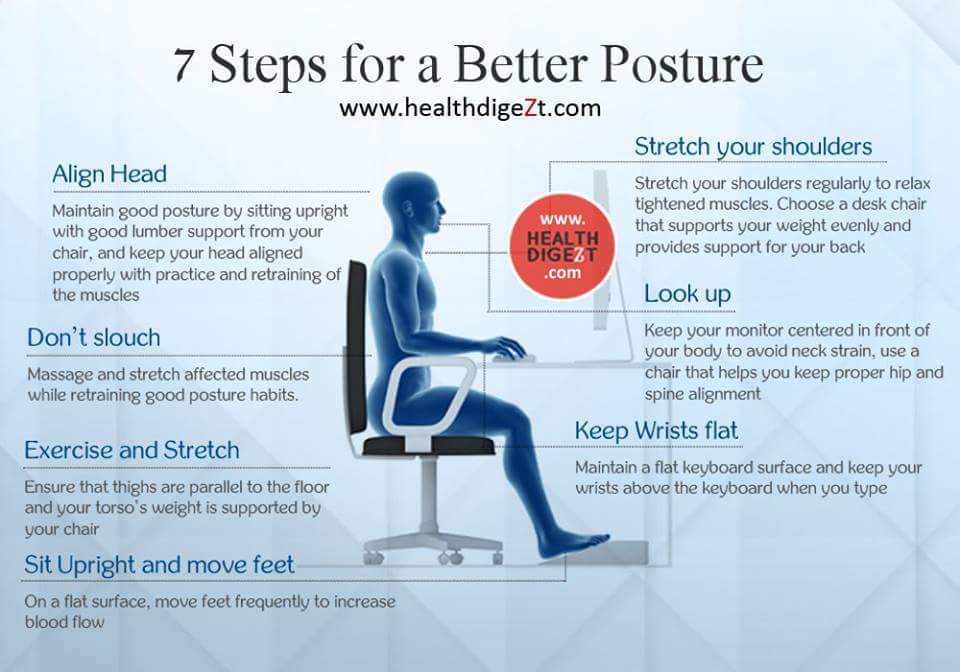 7 Steps for a Better Posture
www.healthdigeZt.com
Align Head
Maintain good posture by sitting upright
with good lumber support from your
chair, and keep your head aligned
properly with practice and retraining of
the muscles
Don't slouch
Massage and stretch affected muscles
while retraining good posture habits.
Exercise and Stretch
Ensure that thighs are parallel to the floor
and your torso's weight is supported by
your chair
Sit Upright and move feet
On a flat surface, move feet frequently to increase
blood flow
www.
HEALTH
DIGEZT
.com
Stretch your shoulders
Stretch your shoulders regularly to relax
tightened muscles. Choose a desk chair
that supports your weight evenly and
provides support for your back
Look up
Keep your monitor centered in front of
your body to avoid neck strain, use a
chair that helps you keep proper hip and
spine alignment
Keep Wrists flat
Maintain a flat keyboard surface and keep your
wrists above the keyboard when you type